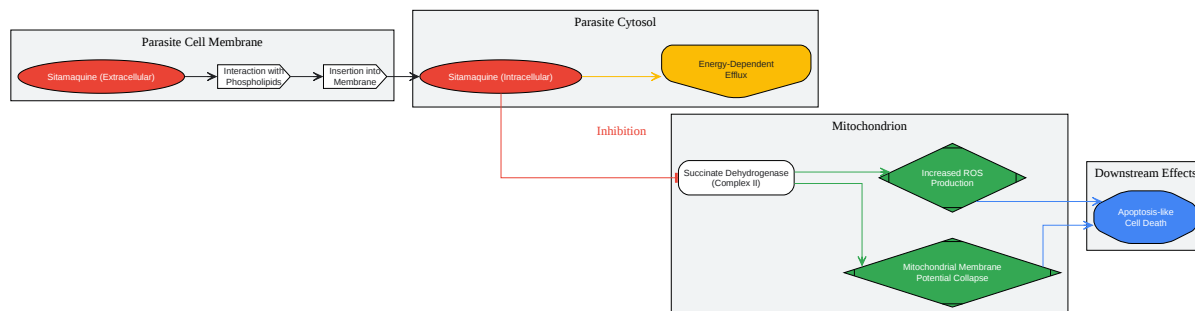 Parasite Cell Membrane
Sitamaquine (Extracellular)
Interaction with
Phospholipids
Insertion into
Membrane
Parasite Cytosol
Sitamaquine (Intracellular)
Energy-Dependent
Efflux
Inhibition
Mitochondrion
Succinate Dehydrogenase
(Complex II)
Increased ROS
Production
Mitochondrial Membrane
Potential Collapse
Downstream Effects
Apoptosis-like
Cell Death